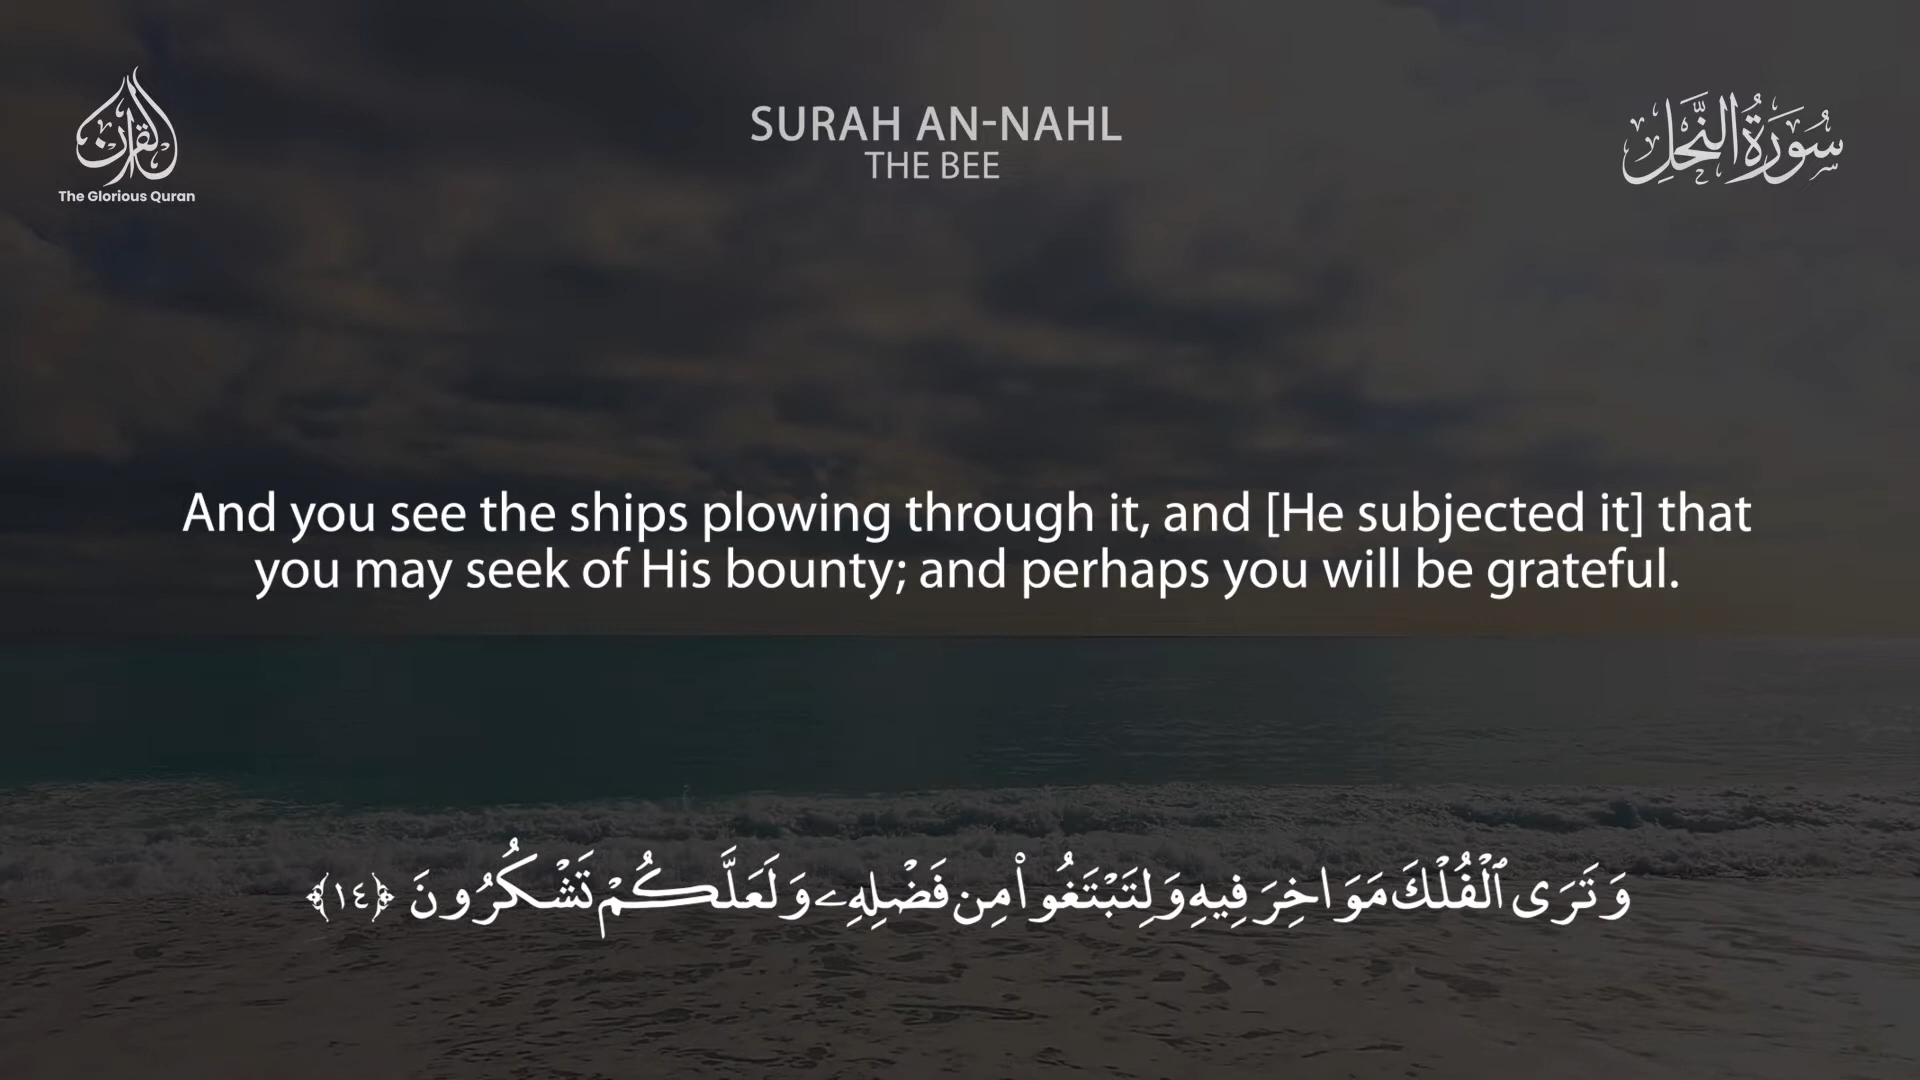 القرآن
The Glorious Quran
SURAH AN-NAHL
THE BEE
سُورَةُ النَّحْلِ
And you see the ships plowing through it, and [He subjected it] that
you may seek of His bounty; and perhaps you will be grateful.
وَتَرَى ٱلْفُلْكَ مَوَاخِرَ فِيهِ وَلِتَبْتَغُوا۟ مِن فَضْلِهِۦ وَلَعَلَّكُمْ تَشْكُرُونَ ﴿١٤﴾